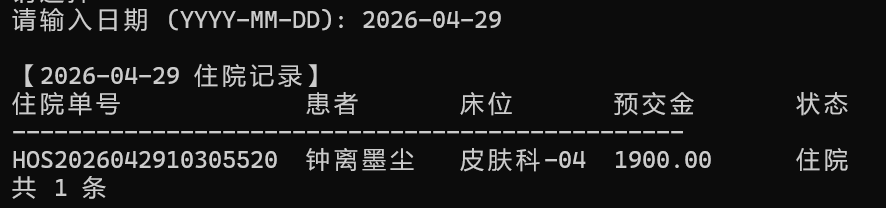 请输入日期 (YYYY-MM-DD): 2026-04-29
【2026-04-29 住院记录】
住院单号 患者 床位 预交金 状态
------------------------------------------------
HOS2026042910305520 钟离墨尘 皮肤科-04 1900.00 住院
共 1 条